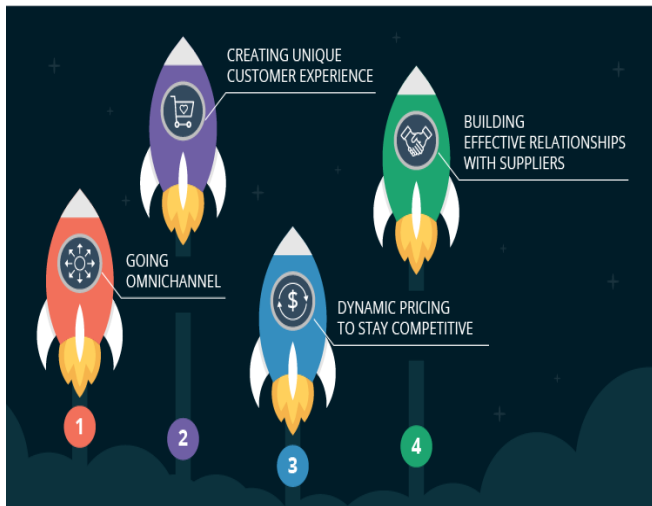 CREATING UNIQUE
CUSTOMER EXPERIENCE
BUILDING
EFFECTIVE RELATIONSHIPS
WITH SUPPLIERS
GOING
OMNICHANNEL
$
DYNAMIC PRICING
TO STAY COMPETITIVE
1
2
3
4